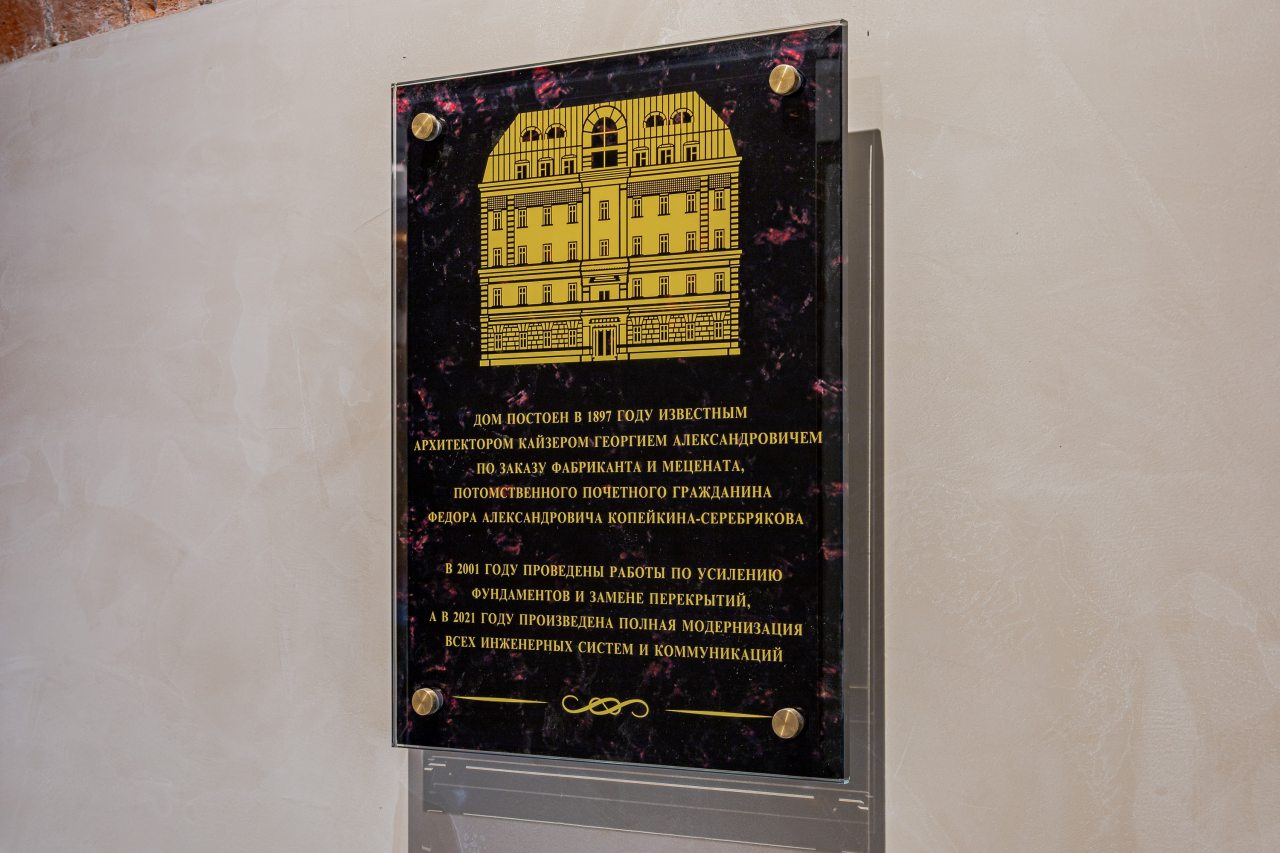 ДОМ ПОСТОЕН В 1897 ГОДУ ИЗВЕСТНЫМ
АРХИТЕКТОРОМ КАЙЗЕРОМ ГЕОРГИЕМ АЛЕКСАНДРОВИЧЕМ
ПО ЗАКАЗУ ФАБРИКАНТА И МЕЦЕНАТА,
ПОТОМСТВЕННОГО ПОЧЕТНОГО ГРАЖДАНИНА
ФЕДОРА АЛЕКСАНДРОВИЧА КОПЕЙКИНА-СЕРЕБРЯКОВА
В 2001 ГОДУ ПРОВЕДЕНЫ РАБОТЫ ПО УСИЛЕНИЮ
ФУНДАМЕНТОВ И ЗАМЕНЕ ПЕРЕКРЫТИЙ,
А В 2021 ГОДУ ПРОИЗВЕДЕНА ПОЛНАЯ МОДЕРНИЗАЦИЯ
ВСЕХ ИНЖЕНЕРНЫХ СИСТЕМ И КОММУНИКАЦИЙ